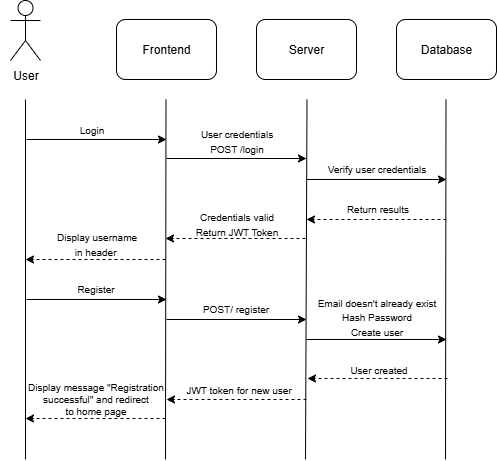 User
Frontend
Server
Database
Login
User credentials
POST /login
Verify user credentials
Return results
Credentials valid
Return JWT Token
Display username
in header
Register
POST/ register
Email doesn't already exist
Hash Password
Create user
User created
JWT token for new user
Display message "Registration
successful" and redirect
to home page